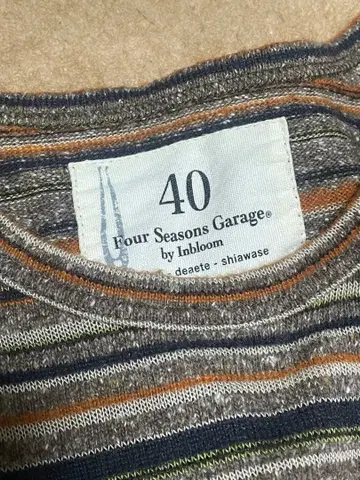 40
Four Seasons Garage®
by Inbloom
deaete - shiawase